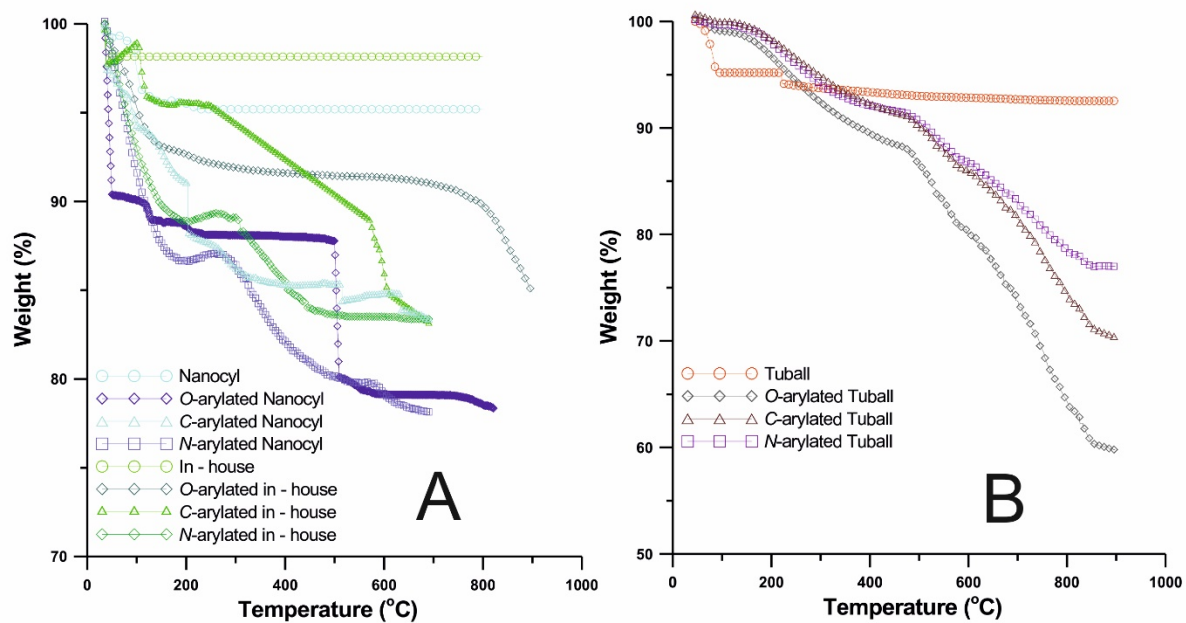 100
90
80
70
Weight (%)
Nanocyl
O-arylated Nanocyl
C-arylated Nanocyl
N-arylated Nanocyl
In - house
O-arylated in - house
C-arylated in - house
N-arylated in - house
A
0 200 400 600 800 1000
Temperature (°C)
100
90
80
70
60
50
Weight (%)
Tuball
O-arylated Tuball
C-arylated Tuball
N-arylated Tuball
B
0 200 400 600 800 1000
Temperature (°C)